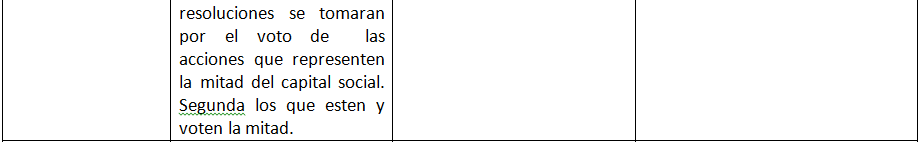 resoluciones se tomaran
por el voto de las
acciones que representen
la mitad del capital social.
Segunda los que esten y
voten la mitad.